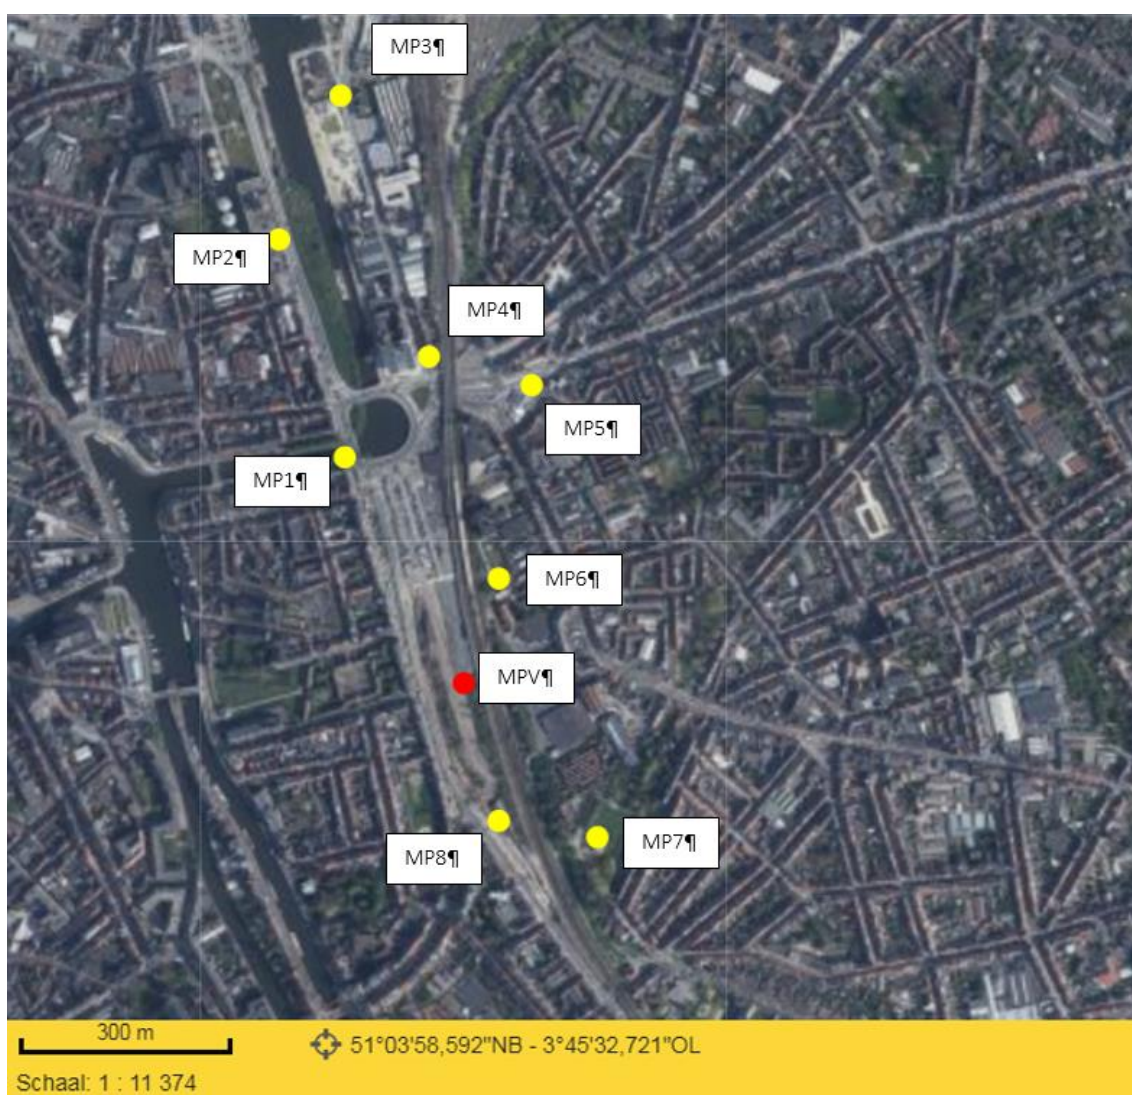 MP3¶
MP2¶
MP4¶
MP5¶
MP1¶
MP6¶
MPV¶
MP8¶
MP7¶
300 m
51°03'58,592"NB - 3°45'32,721"OL
Schaal: 1 : 11 374